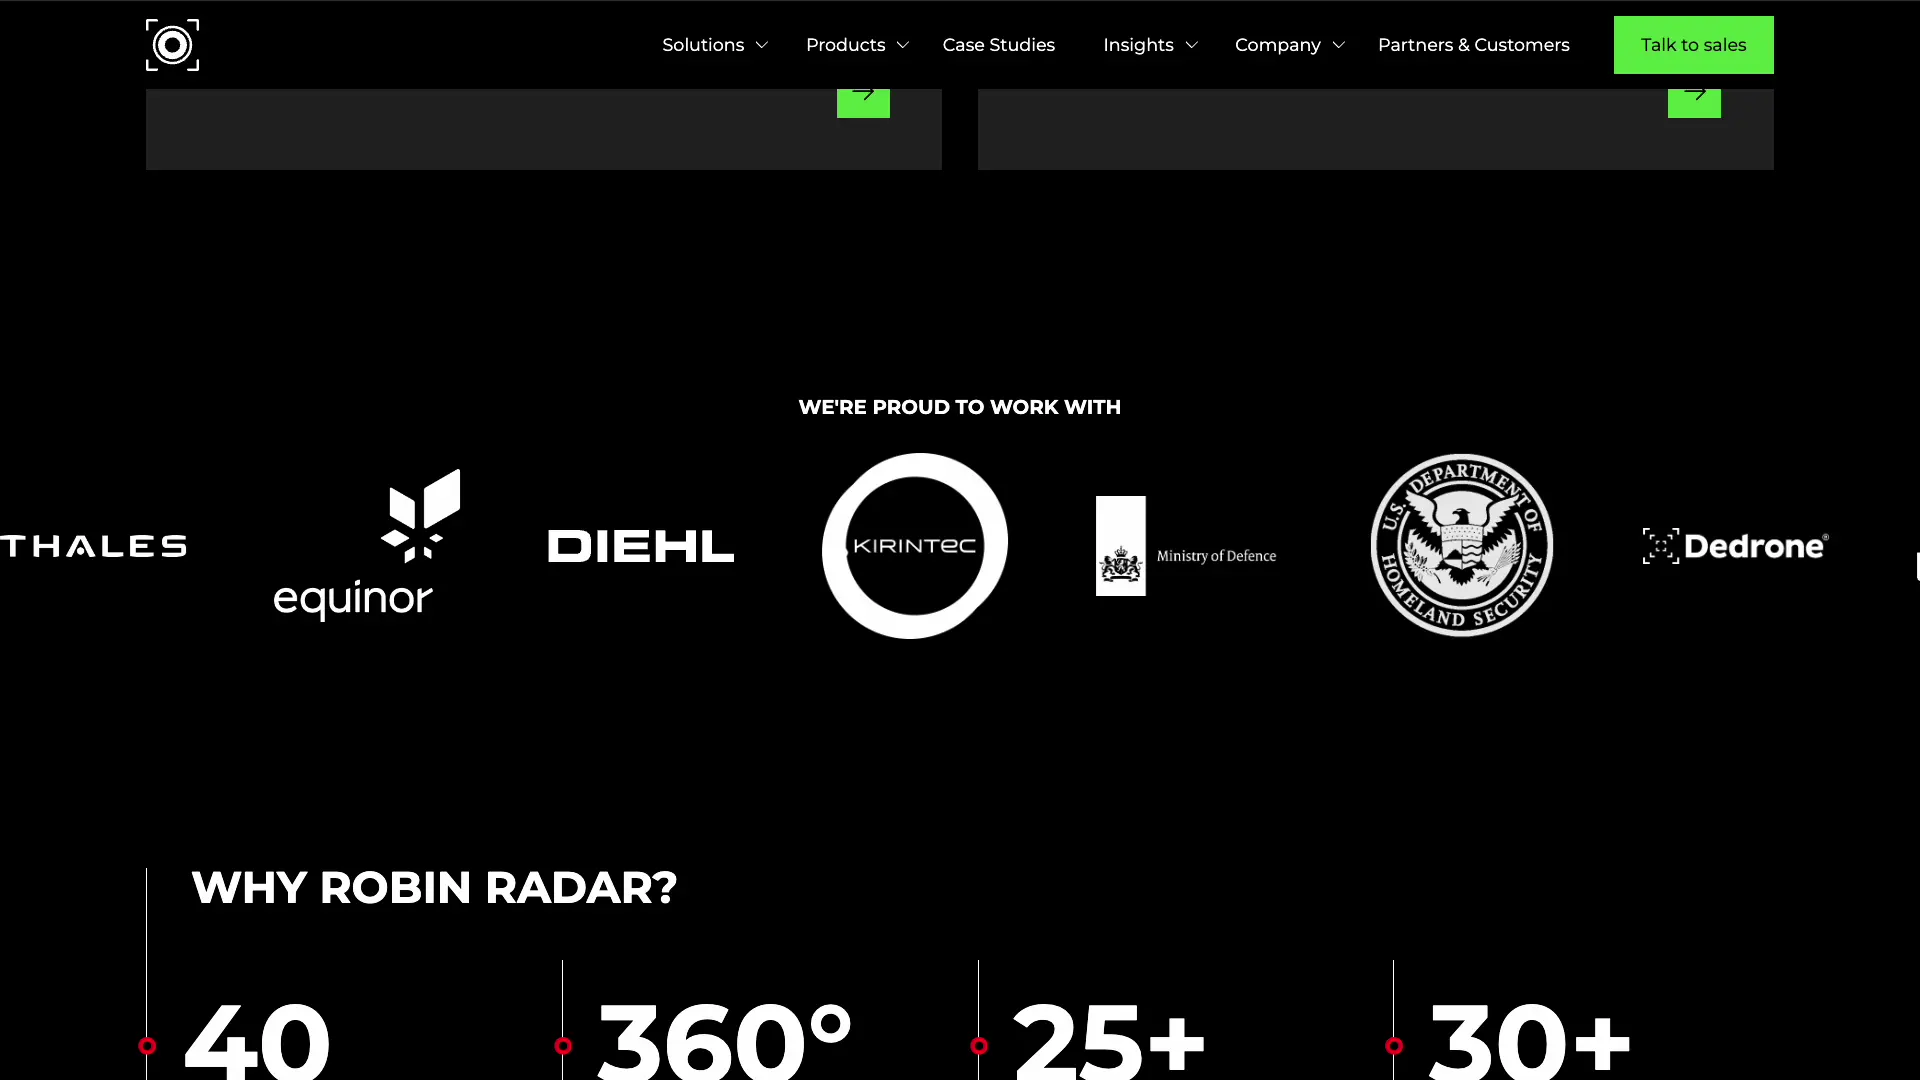 Solutions
Products
Case Studies
Insights
Company
Partners & Customers
Talk to sales
WE'RE PROUD TO WORK WITH
THALES
equinor
DIEHL
KIRINTEC
Ministry of Defence
U.S. DEPARTMENT OF
HOMELAND SECURITY
Dedrone®
WHY ROBIN RADAR?
40
360°
25+
30+